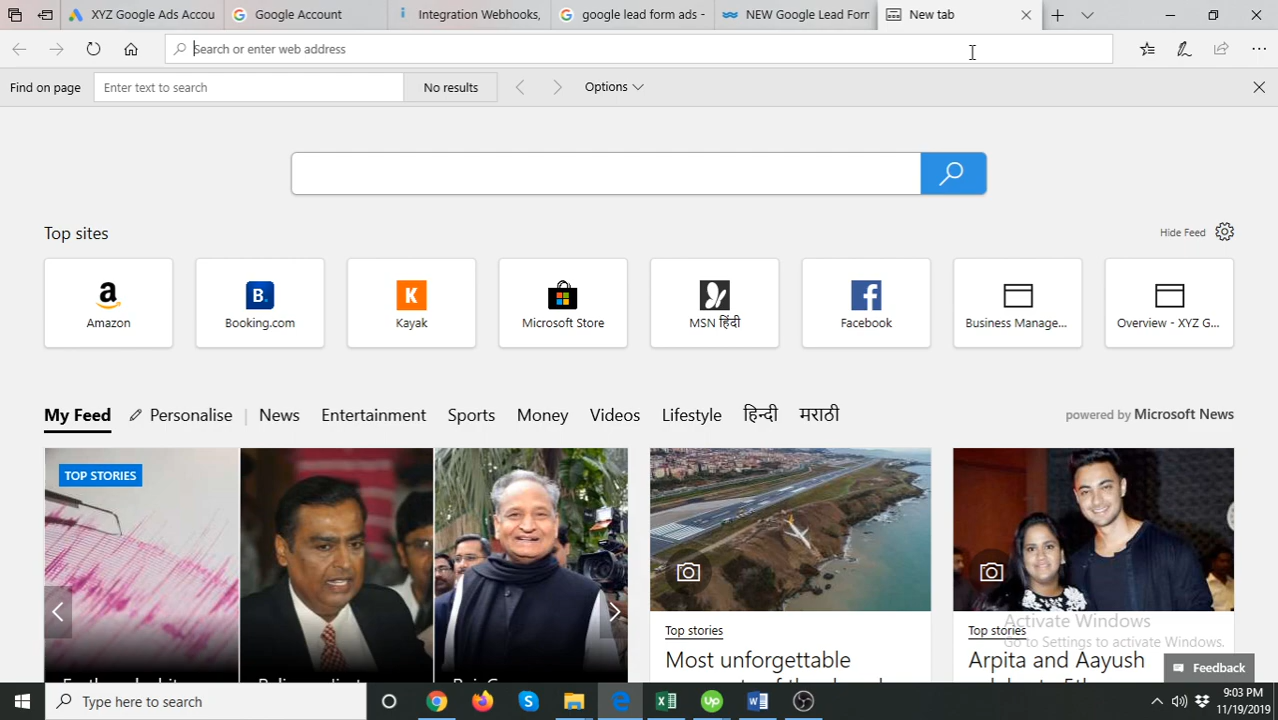 XYZ Google Ads Accou
Google Account
Integration Webhooks,
google lead form ads -
NEW Google Lead Forn
New tab
Search or enter web address
Find on page
Enter text to search
No results
Options
Top sites
Hide Feed
Amazon
Booking.com
Kayak
Microsoft Store
MSN हिंदी
Facebook
Business Manage...
Overview - XYZ G...
My Feed
Personalise
News
Entertainment
Sports
Money
Videos
Lifestyle
हिन्दी
मराठी
powered by Microsoft News
TOP STORIES
Top stories
Most unforgettable
Top stories
Arpita and Aayush
Activate Windows
Go to Settings to activate Windows.
Feedback
Type here to search
9:03 PM
11/19/2019